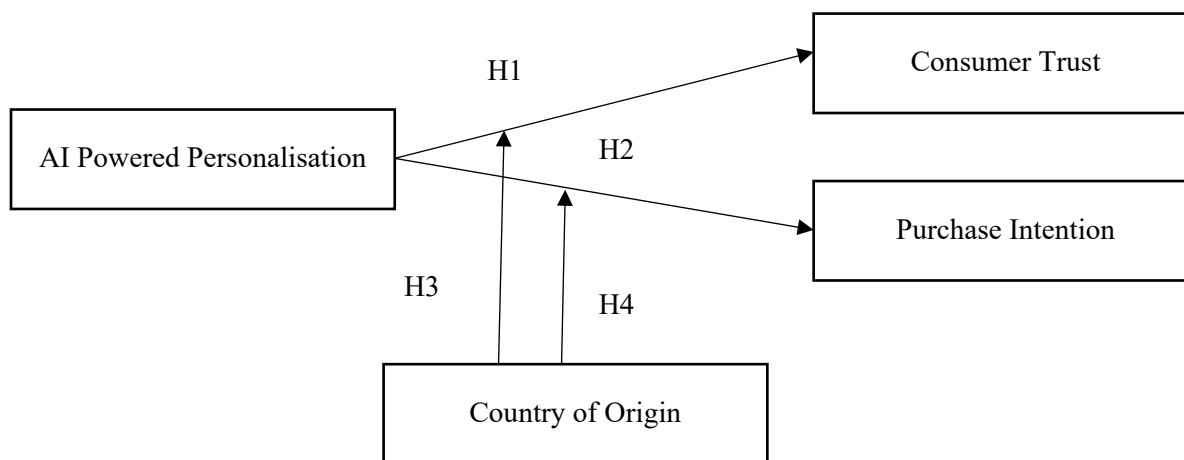 Consumer Trust
H1
AI Powered Personalisation
H2
Purchase Intention
H3
H4
Country of Origin